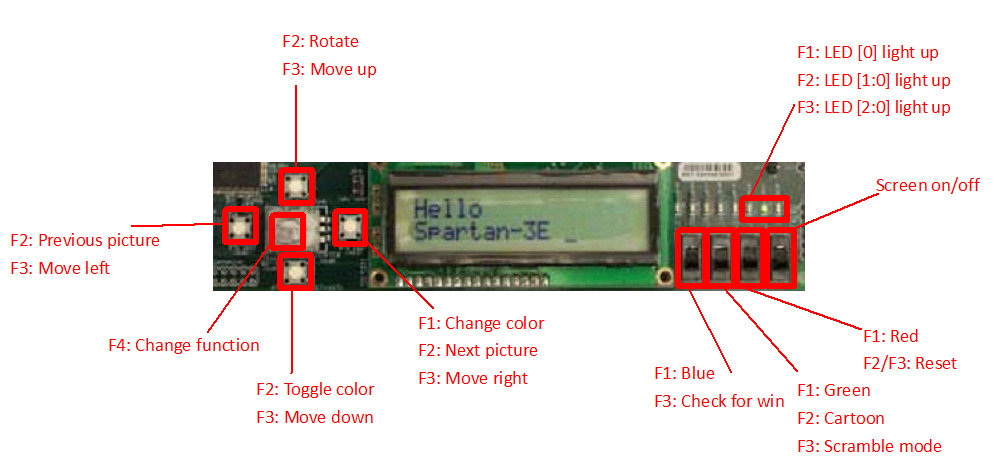 F2: Rotate
F3: Move up
F1: LED [0] light up
F2: LED [1:0] light up
F3: LED [2:0] light up
Screen on/off
Hello
Spartan-3E _
F2: Previous picture
F3: Move left
F4: Change function
F2: Toggle color
F3: Move down
F1: Change color
F2: Next picture
F3: Move right
F1: Blue
F3: Check for win
F1: Red
F2/F3: Reset
F1: Green
F2: Cartoon
F3: Scramble mode